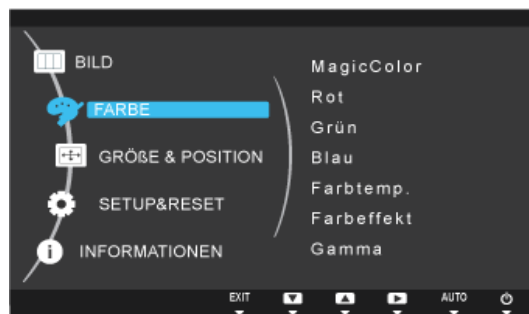 BILD
FARBE
GRÖßE & POSITION
SETUP&RESET
INFORMATIONEN
MagicColor
Rot
Grün
Blau
Farbtemp.
Farbeffekt
Gamma
EXIT
AUTO